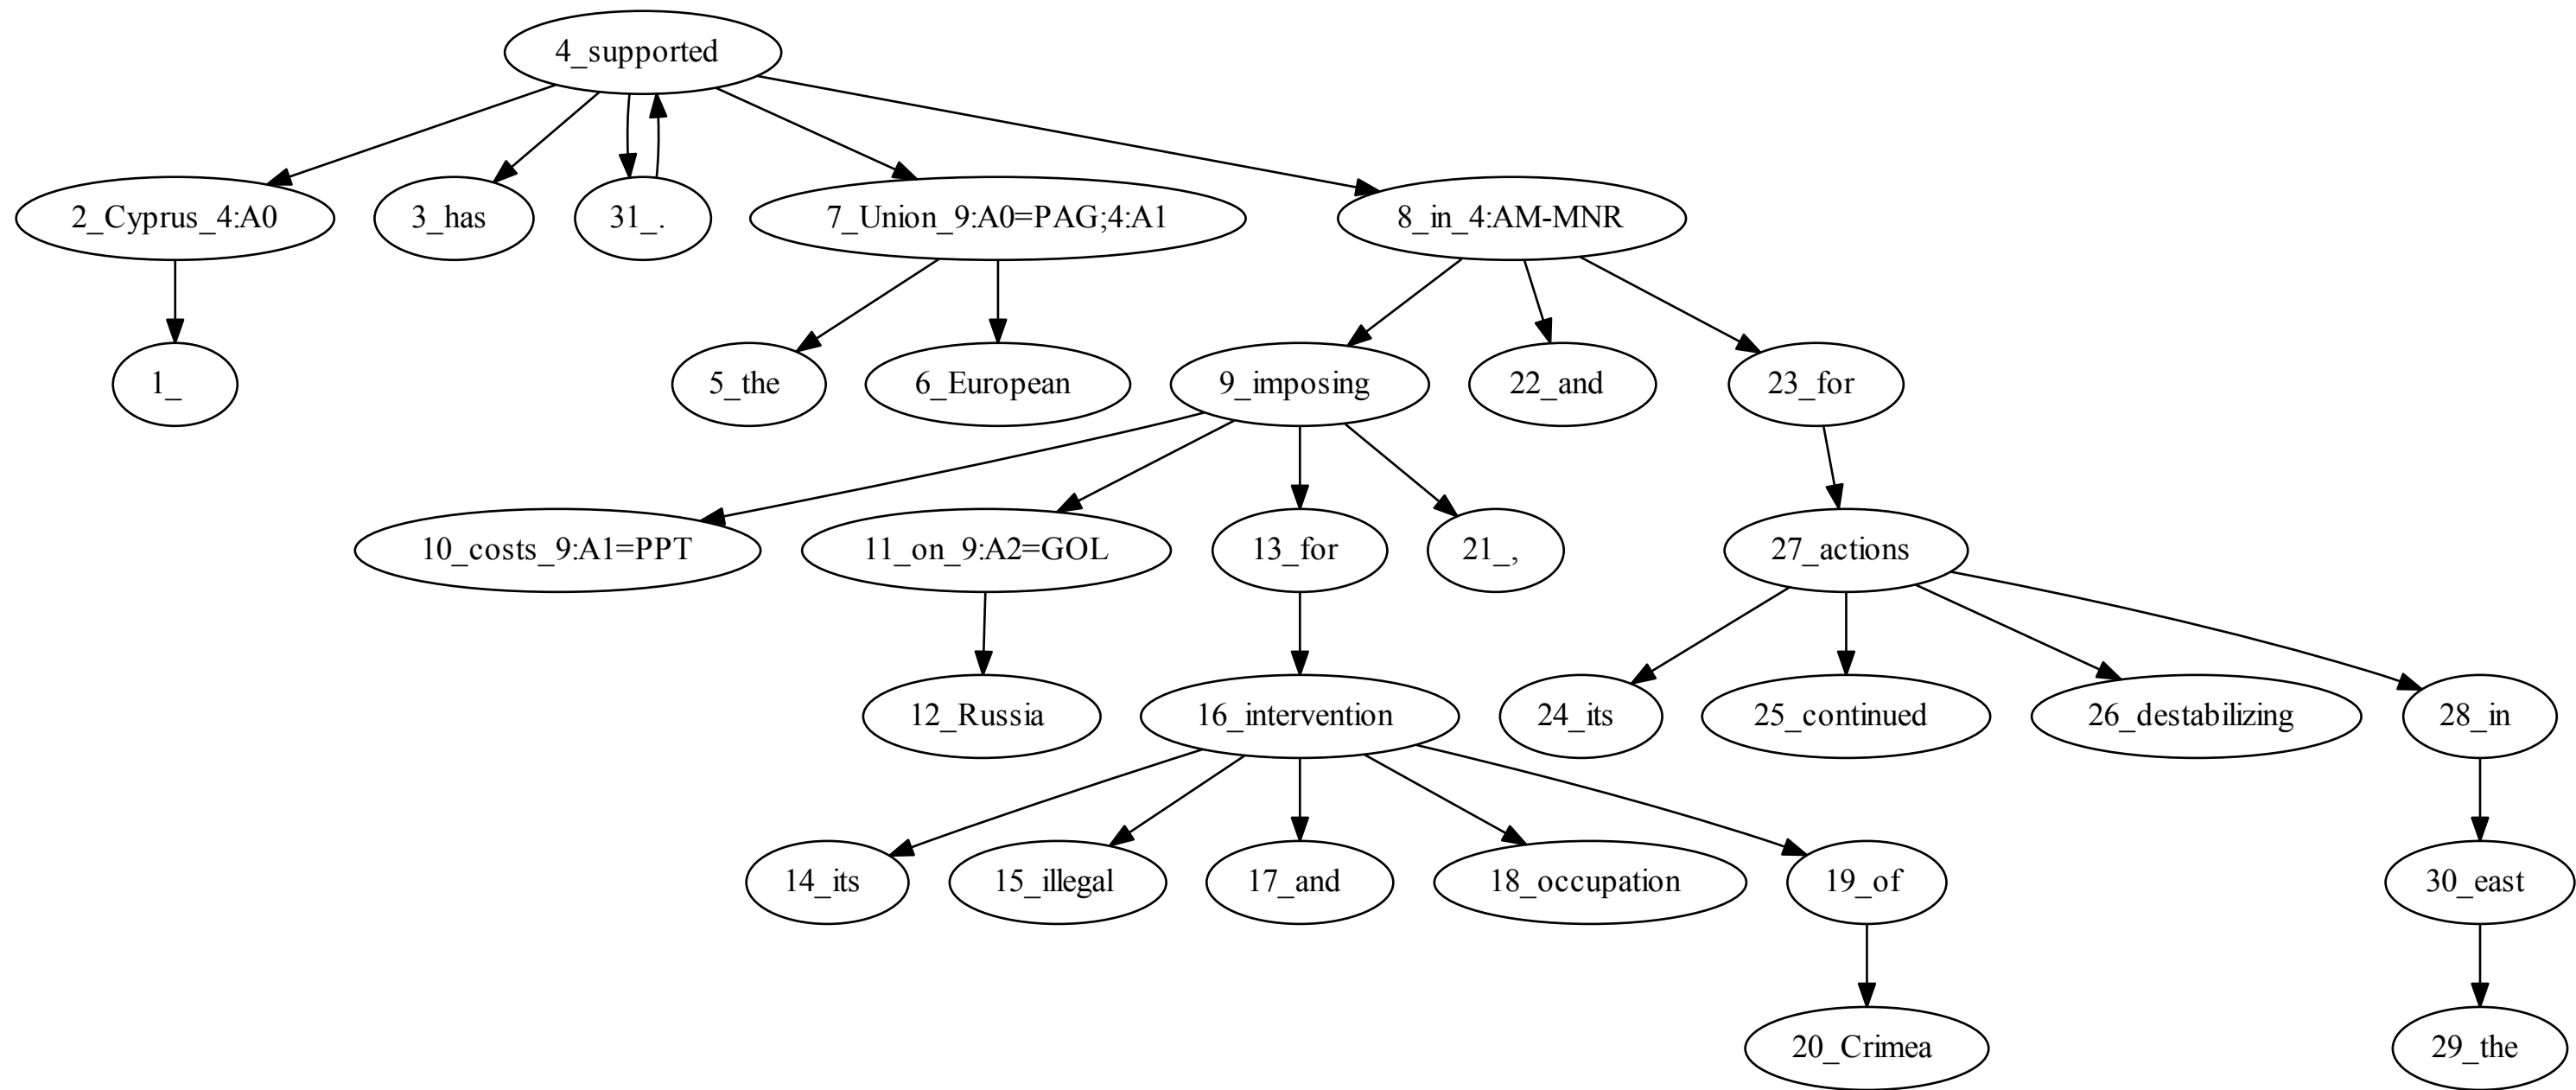 4_supported
2_Cyprus_4:A0
3_has
31_.
7_Union_9:A0=PAG;4:A1
8_in_4:AM-MNR
1_
5_the
6_European
9_imposing
22_and
23_for
10_costs_9:A1=PPT
11_on_9:A2=GOL
13_for
21_,
27_actions
12_Russia
16_intervention
24_its
25_continued
26_destabilizing
28_in
14_its
15_illegal
17_and
18_occupation
19_of
30_east
20_Crimea
29_the